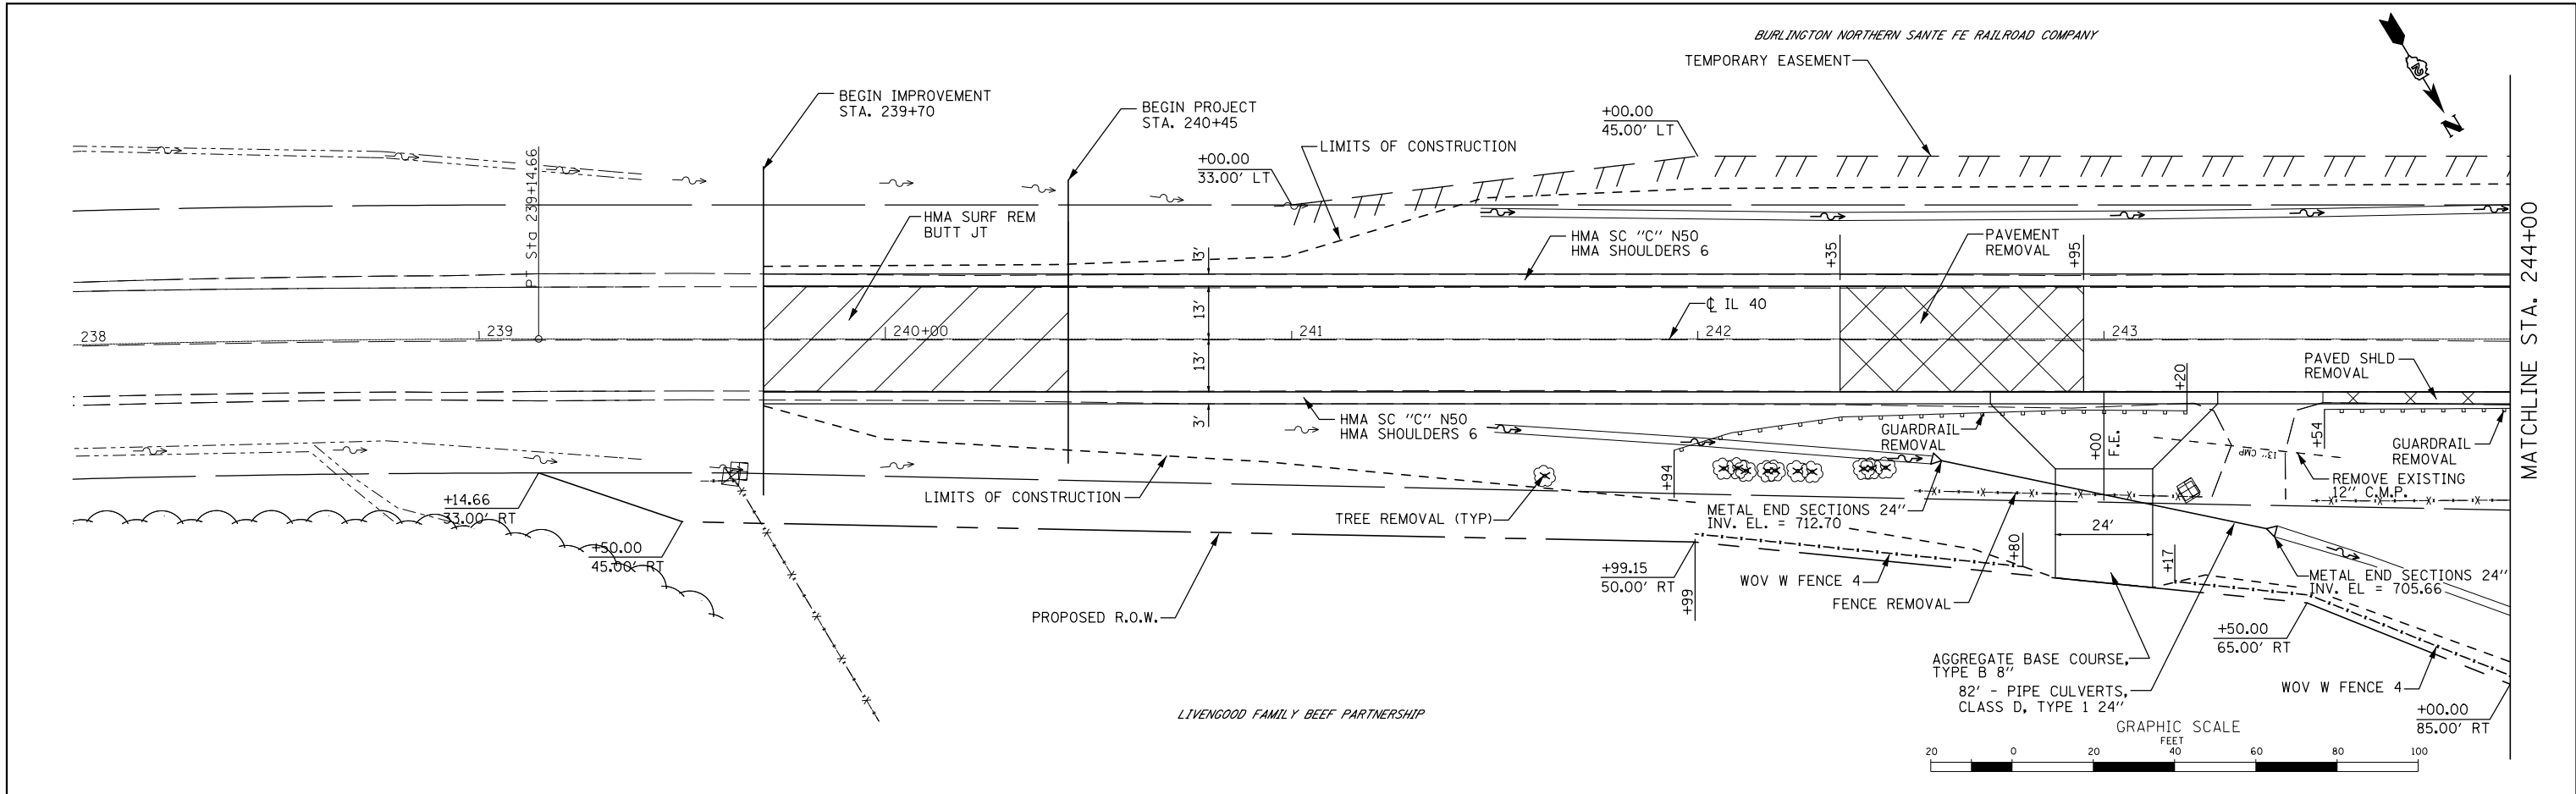 BURLINGTON NORTHERN SANTE FE RAILROAD COMPANY
TEMPORARY EASEMENT
N
BEGIN IMPROVEMENT
STA. 239+70
BEGIN PROJECT
STA. 240+45
+00.00
45.00' LT
LIMITS OF CONSTRUCTION
+00.00
33.00' LT
PT Sta 239+14.66
HMA SURF REM
BUTT JT
HMA SC "C" N50
HMA SHOULDERS 6
PAVEMENT
REMOVAL
+35
+95
3'
13'
13'
3'
℄ IL 40
238
239
240+00
241
242
243
MATCHLINE STA. 244+00
PAVED SHLD
REMOVAL
+20
HMA SC "C" N50
HMA SHOULDERS 6
GUARDRAIL
REMOVAL
+00
F.E.
+54
12" CMP
GUARDRAIL
REMOVAL
REMOVE EXISTING
12" C.M.P.
+94
LIMITS OF CONSTRUCTION
+14.66
33.00' RT
TREE REMOVAL (TYP)
METAL END SECTIONS 24"
INV. EL. = 712.70
24'
+50.00
45.00' RT
+80
+17
+99.15
50.00' RT
+99
WOV W FENCE 4
FENCE REMOVAL
METAL END SECTIONS 24"
INV. EL = 705.66
PROPOSED R.O.W.
+50.00
65.00' RT
AGGREGATE BASE COURSE,
TYPE B 8"
82' - PIPE CULVERTS,
CLASS D, TYPE 1 24"
WOV W FENCE 4
+00.00
85.00' RT
LIVENGOOD FAMILY BEEF PARTNERSHIP
GRAPHIC SCALE
FEET
20 0 20 40 60 80 100